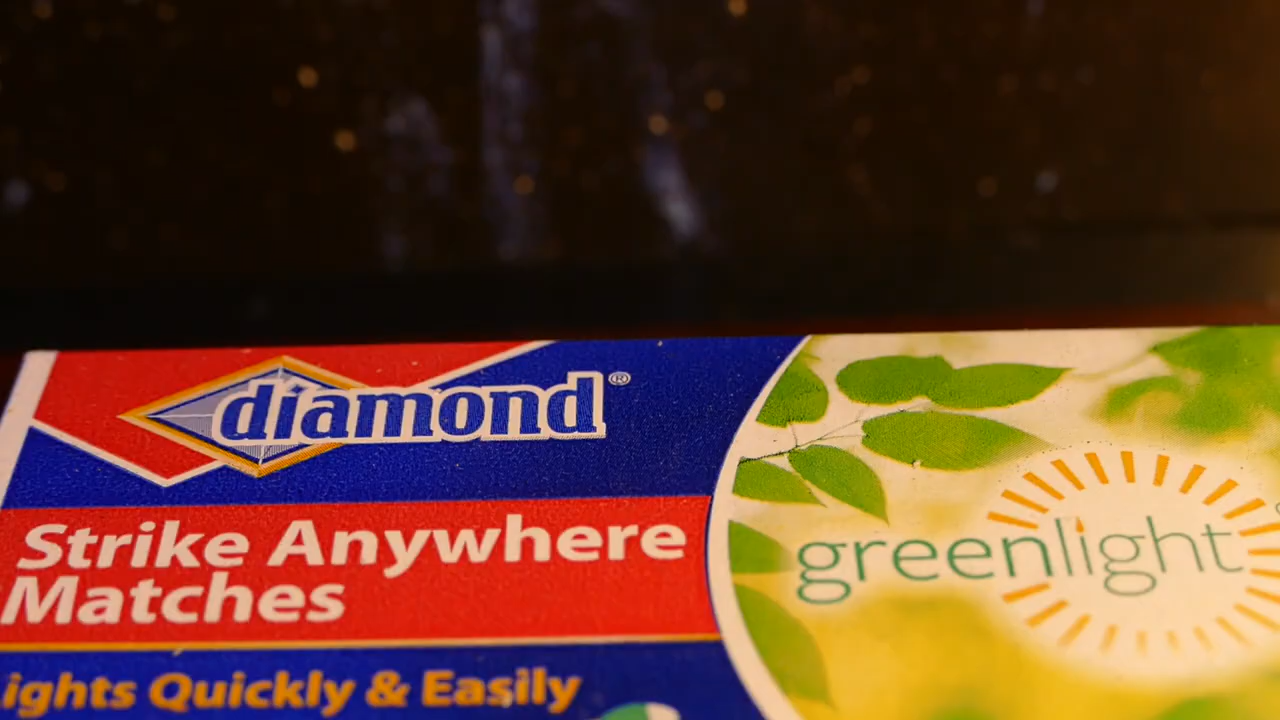 diamond®
Strike Anywhere
Matches
ights Quickly & Easily
greenlight